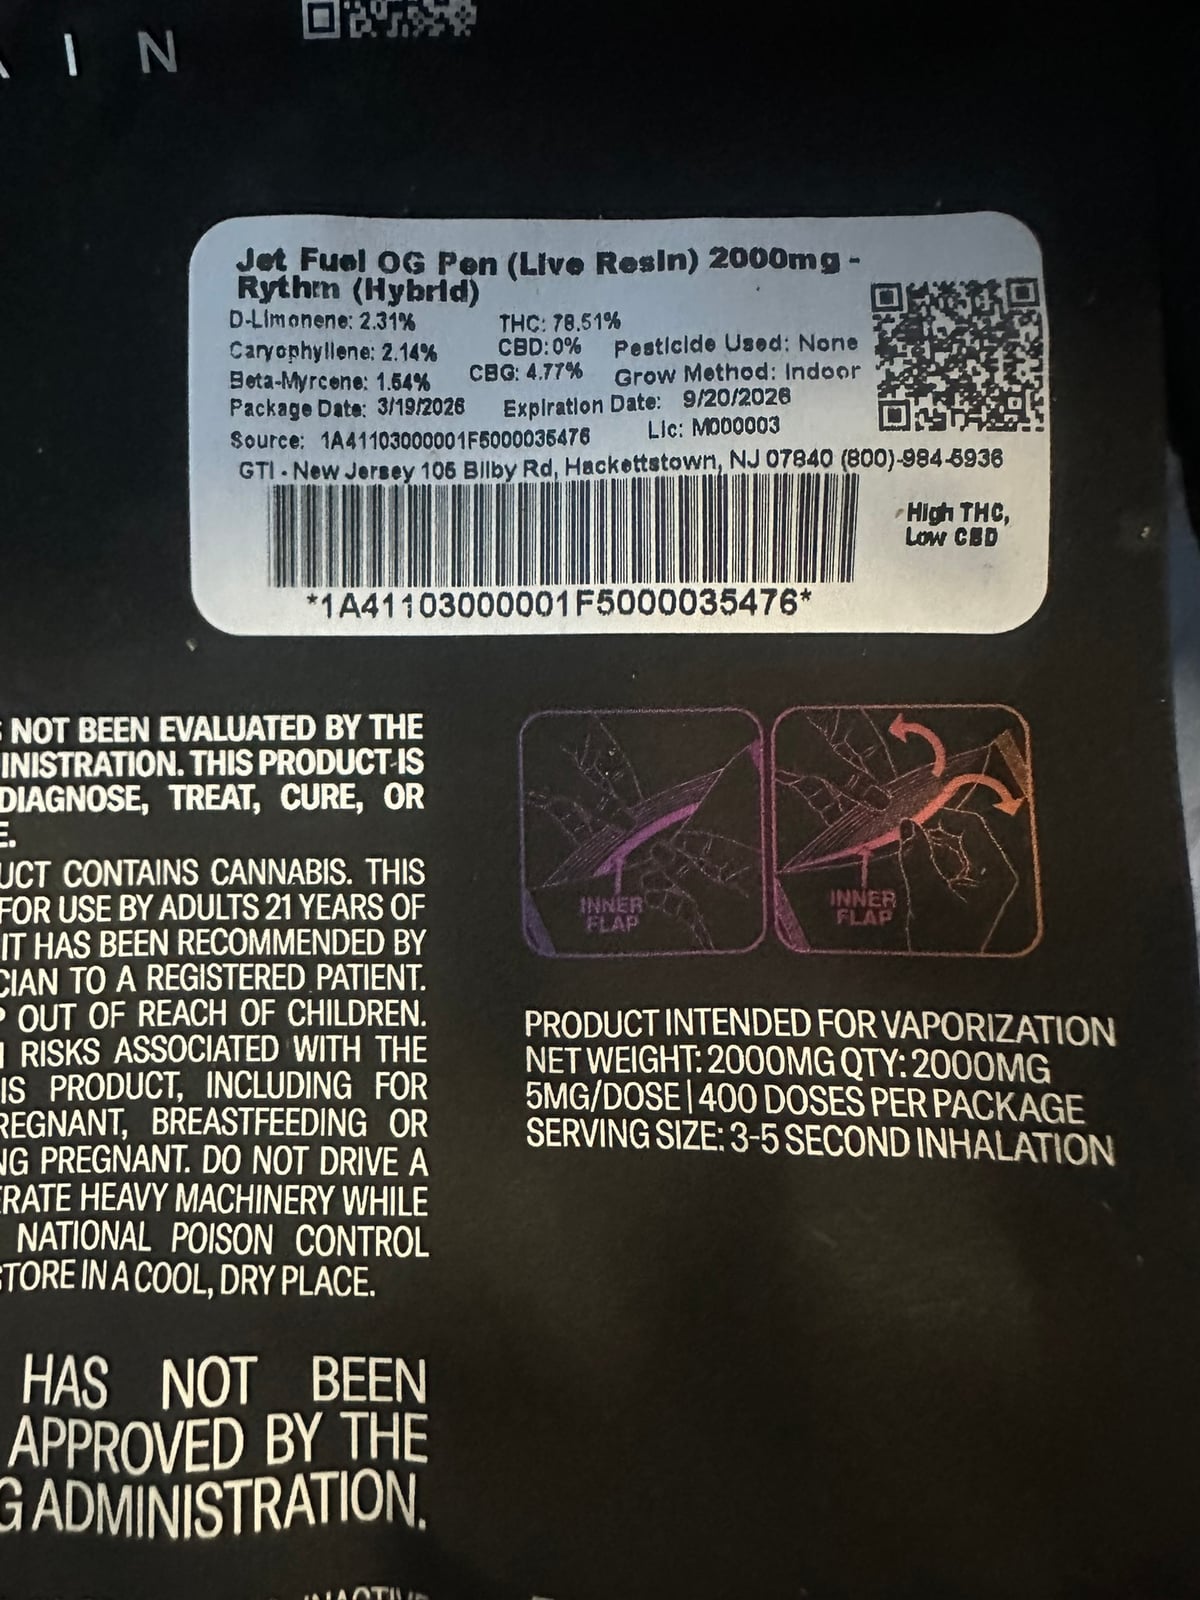 I N
Jet Fuel OG Pen (Live Resin) 2000mg -
Rythm (Hybrid)
D-Limonene: 2.31% THC: 78.51%
Caryophyllene: 2.14% CBD: 0% Pesticide Used: None
Beta-Myrcene: 1.54% CBG: 4.77% Grow Method: Indoor
Package Date: 3/19/2026 Expiration Date: 9/20/2026
Source: 1A41103000001F5000035476 Lic: M000003
GTI - New Jersey 105 Bilby Rd, Hackettstown, NJ 07840 (800)-984-5936
High THC,
Low CBD
*1A41103000001F5000035476*
NOT BEEN EVALUATED BY THE
INISTRATION. THIS PRODUCT IS
DIAGNOSE, TREAT, CURE, OR
E.
UCT CONTAINS CANNABIS. THIS
FOR USE BY ADULTS 21 YEARS OF
IT HAS BEEN RECOMMENDED BY
CIAN TO A REGISTERED PATIENT.
OUT OF REACH OF CHILDREN.
RISKS ASSOCIATED WITH THE
IS PRODUCT, INCLUDING FOR
REGNANT, BREASTFEEDING OR
NG PREGNANT. DO NOT DRIVE A
RATE HEAVY MACHINERY WHILE
NATIONAL POISON CONTROL
TORE IN A COOL, DRY PLACE.
HAS NOT BEEN
APPROVED BY THE
G ADMINISTRATION.
INNER
FLAP
INNER
FLAP
PRODUCT INTENDED FOR VAPORIZATION
NET WEIGHT: 2000MG QTY: 2000MG
5MG/DOSE | 400 DOSES PER PACKAGE
SERVING SIZE: 3-5 SECOND INHALATION